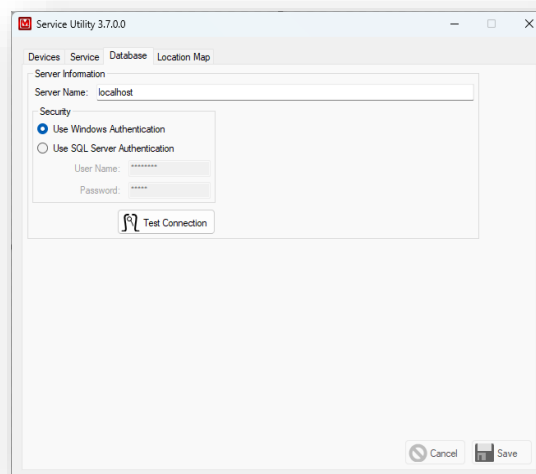 Service Utility 3.7.0.0
Devices Service Database Location Map
Server Information
Server Name: localhost
Security
Use Windows Authentication
Use SQL Server Authentication
User Name: ********
Password: *****
Test Connection
Cancel Save